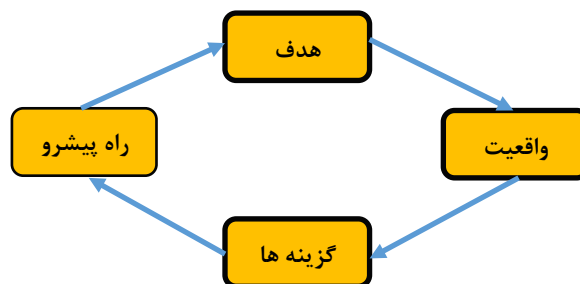 هدف
واقعیت
راه پیشرو
گزینه ها